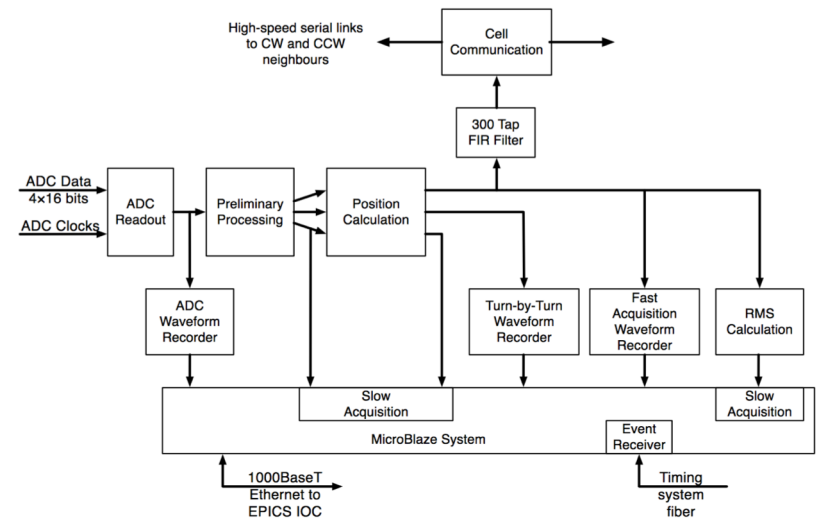 High-speed serial links
to CW and CCW
neighbours
Cell
Communication
300 Tap
FIR Filter
ADC Data
4×16 bits
ADC Clocks
ADC
Readout
Preliminary
Processing
Position
Calculation
ADC
Waveform
Recorder
Turn-by-Turn
Waveform
Recorder
Fast
Acquisition
Waveform
Recorder
RMS
Calculation
Slow
Acquisition
Slow
Acquisition
MicroBlaze System
Event
Receiver
1000BaseT
Ethernet to
EPICS IOC
Timing
system
fiber